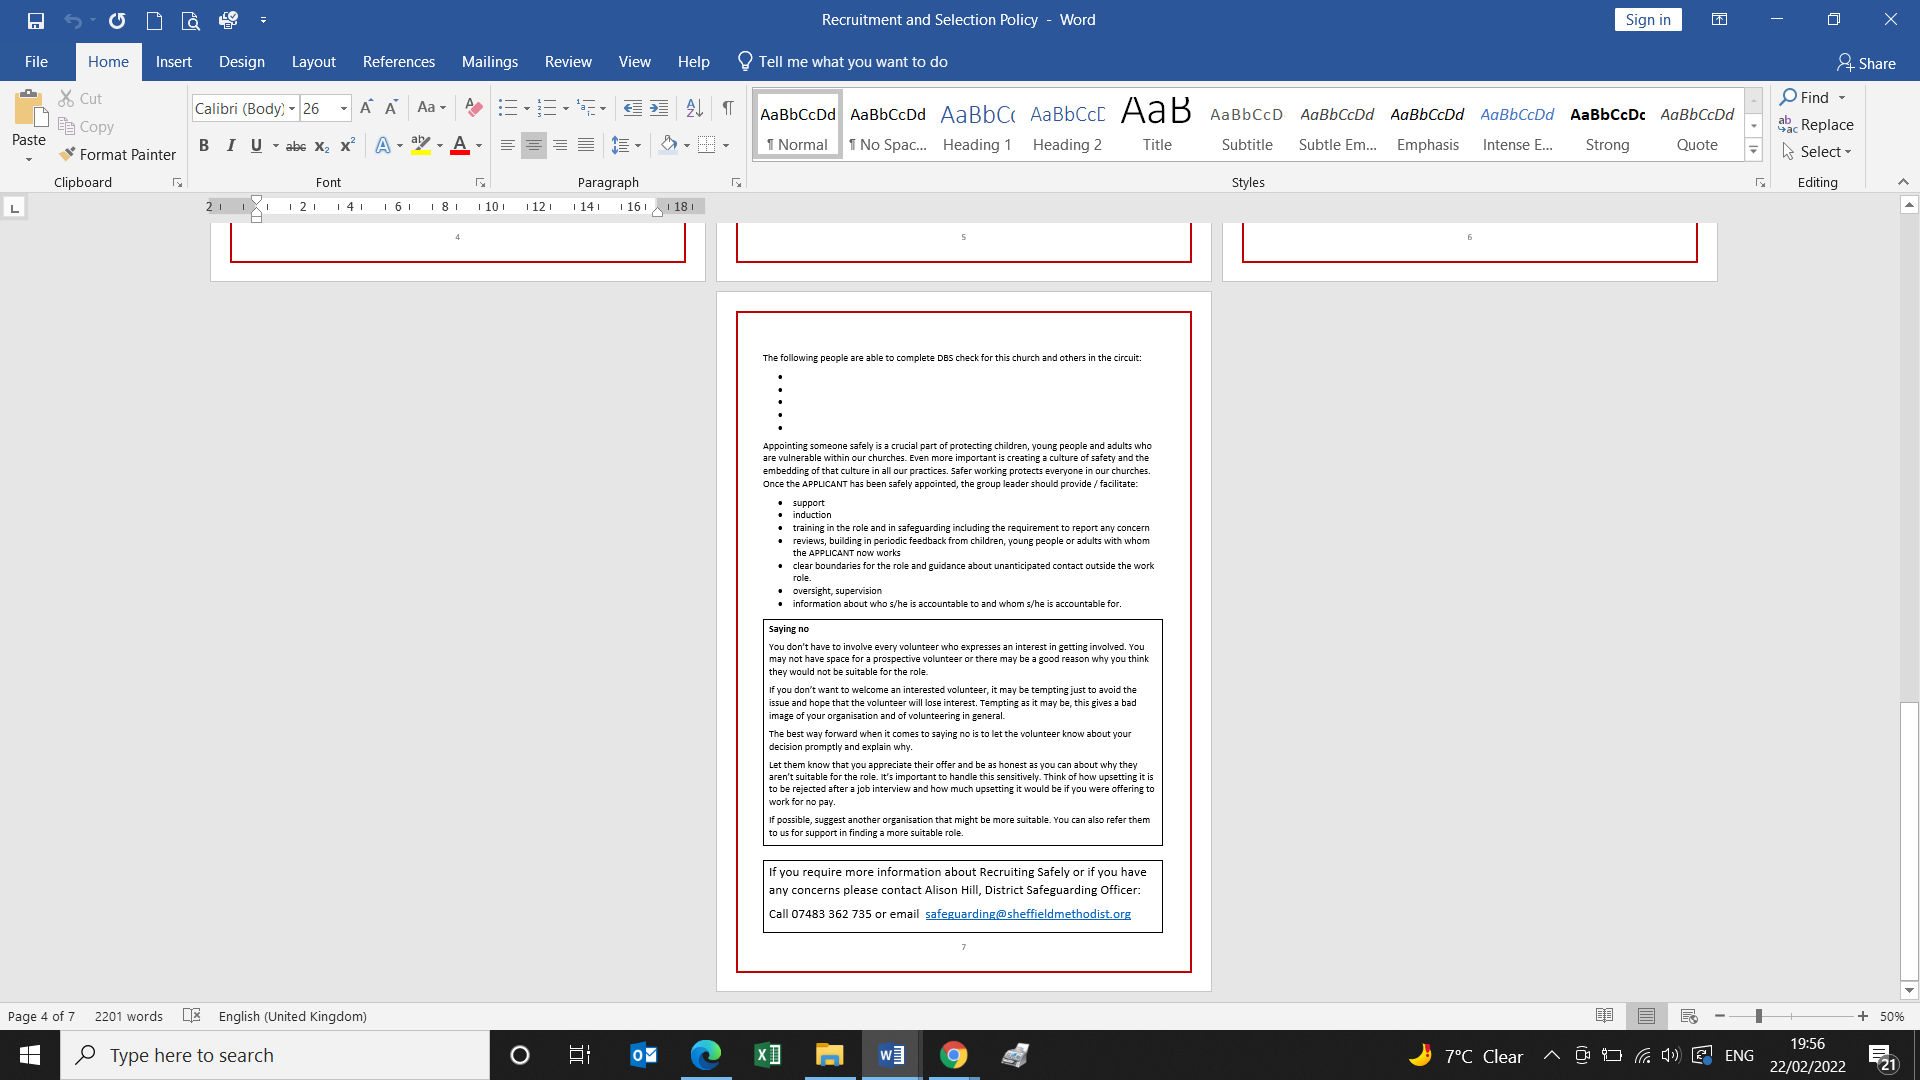 Recruitment and Selection Policy - Word
Sign in
File Home Insert Design Layout References Mailings Review View Help Tell me what you want to do Share
Paste
Cut
Copy
Format Painter
Clipboard
Calibri (Body) 26
Font
Paragraph
AaBbCcDd AaBbCcDd AaBbCc AaBbCcD AaB AaBbCcD AaBbCcDd AaBbCcDd AaBbCcDd AaBbCcDc AaBbCcDd
¶ Normal ¶ No Spac... Heading 1 Heading 2 Title Subtitle Subtle Em... Emphasis Intense E... Strong Quote
Styles
Find
Replace
Select
Editing
2 2 4 6 8 10 12 14 16 18
4 5 6
The following people are able to complete DBS check for this church and others in the circuit:
Appointing someone safely is a crucial part of protecting children, young people and adults who
are vulnerable within our churches. Even more important is creating a culture of safety and the
embedding of that culture in all our practices. Safer working protects everyone in our churches.
Once the APPLICANT has been safely appointed, the group leader should provide / facilitate:
• support
• induction
• training in the role and in safeguarding including the requirement to report any concern
• reviews, building in periodic feedback from children, young people or adults with whom
the APPLICANT now works
• clear boundaries for the role and guidance about unanticipated contact outside the work
role.
• oversight, supervision
• information about who s/he is accountable to and whom s/he is accountable for.
Saying no
You don't have to involve every volunteer who expresses an interest in getting involved. You
may not have space for a prospective volunteer or there may be a good reason why you think
they would not be suitable for the role.
If you don't want to welcome an interested volunteer, it may be tempting just to avoid the
issue and hope that the volunteer will lose interest. Tempting as it may be, this gives a bad
image of your organisation and of volunteering in general.
The best way forward when it comes to saying no is to let the volunteer know about your
decision promptly and explain why.
Let them know that you appreciate their offer and be as honest as you can about why they
aren't suitable for the role. It's important to handle this sensitively. Think of how upsetting it is
to be rejected after a job interview and how much upsetting it would be if you were offering to
work for no pay.
If possible, suggest another organisation that might be more suitable. You can also refer them
to us for support in finding a more suitable role.
If you require more information about Recruiting Safely or if you have
any concerns please contact Alison Hill, District Safeguarding Officer:
Call 07483 362 735 or email safeguarding@sheffieldmethodist.org
7
Page 4 of 7 2201 words English (United Kingdom) 50%
Type here to search
7°C Clear
ENG
19:56
22/02/2022
21